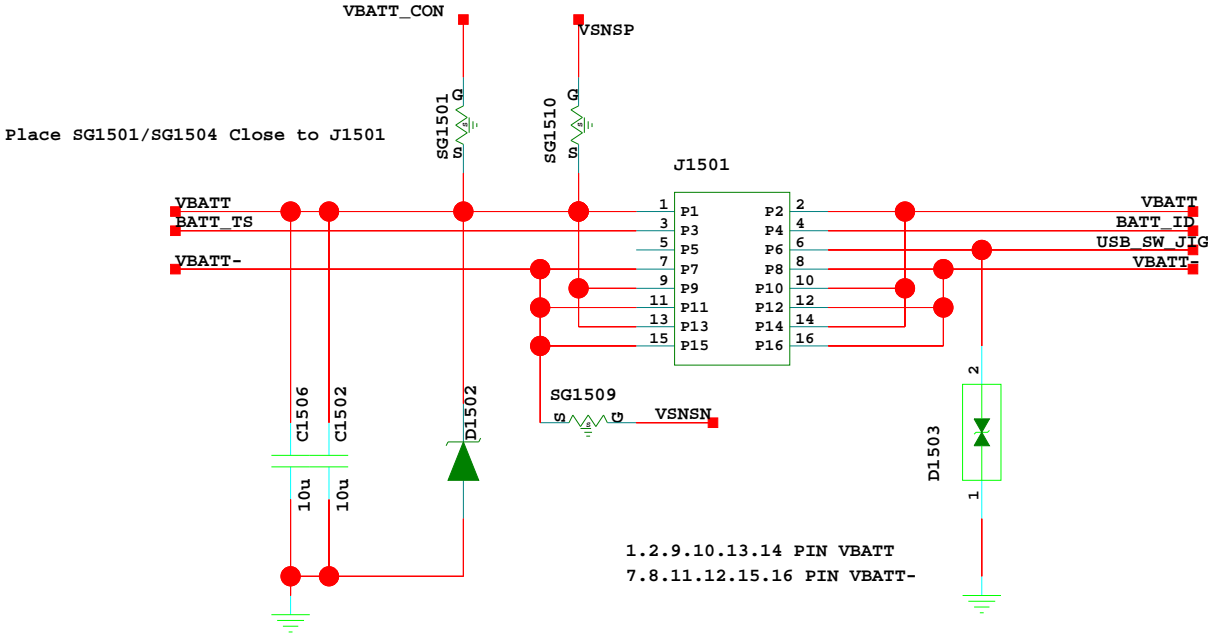 VBATT_CON
VSNSP
SG1501
G
S
SG1510
G
S
Place SG1501/SG1504 Close to J1501
J1501
VBATT
1 P1
P2 2
VBATT
BATT_TS
3 P3
P4 4
BATT_ID
5 P5
P6 6
USB_SW_JIG
VBATT-
7 P7
P8 8
VBATT-
9 P9
P10 10
11 P11
P12 12
13 P13
P14 14
15 P15
P16 16
SG1509
S
G
VSNSN
C1506
10u
C1502
10u
D1502
D1503
2
1
1.2.9.10.13.14 PIN VBATT
7.8.11.12.15.16 PIN VBATT-